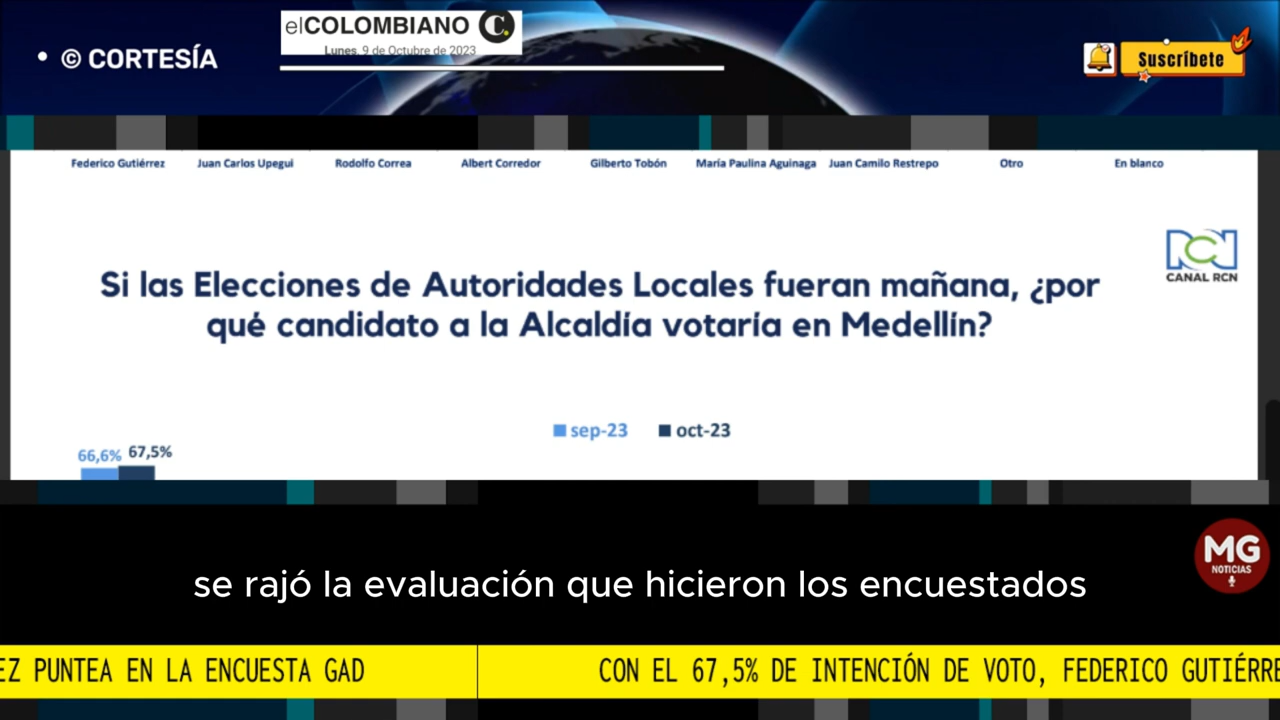 elCOLOMBIANO C.
Lunes, 9 de Octubre de 2023
• © CORTESÍA
Suscríbete
Federico Gutiérrez Juan Carlos Upegui Rodolfo Correa Albert Corredor Gilberto Tobón María Paulina Aguinaga Juan Camilo Restrepo Otro En blanco
RCN
CANAL RCN
Si las Elecciones de Autoridades Locales fueran mañana, ¿por
qué candidato a la Alcaldía votaría en Medellín?
sep-23 oct-23
66,6% 67,5%
MG
NOTICIAS
se rajó la evaluación que hicieron los encuestados
EZ PUNTEA EN LA ENCUESTA GAD CON EL 67,5% DE INTENCIÓN DE VOTO, FEDERICO GUTIÉRRE